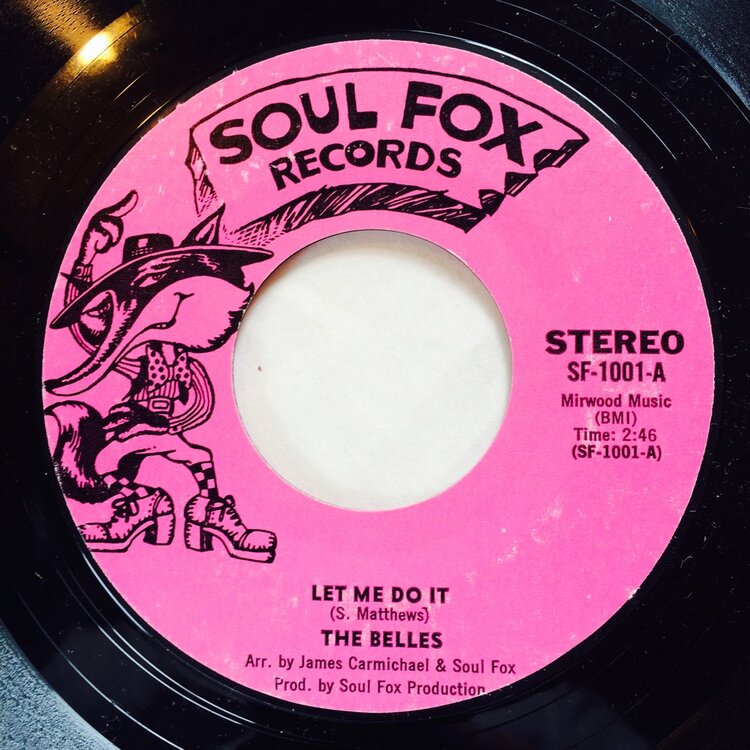 SOUL FOX
RECORDS
STEREO
SF-1001-A
Mirwood Music
(BMI)
Time: 2:46
(SF-1001-A)
LET ME DO IT
(S. Matthews)
THE BELLES
Arr. by James Carmichael & Soul Fox
Prod. by Soul Fox Production